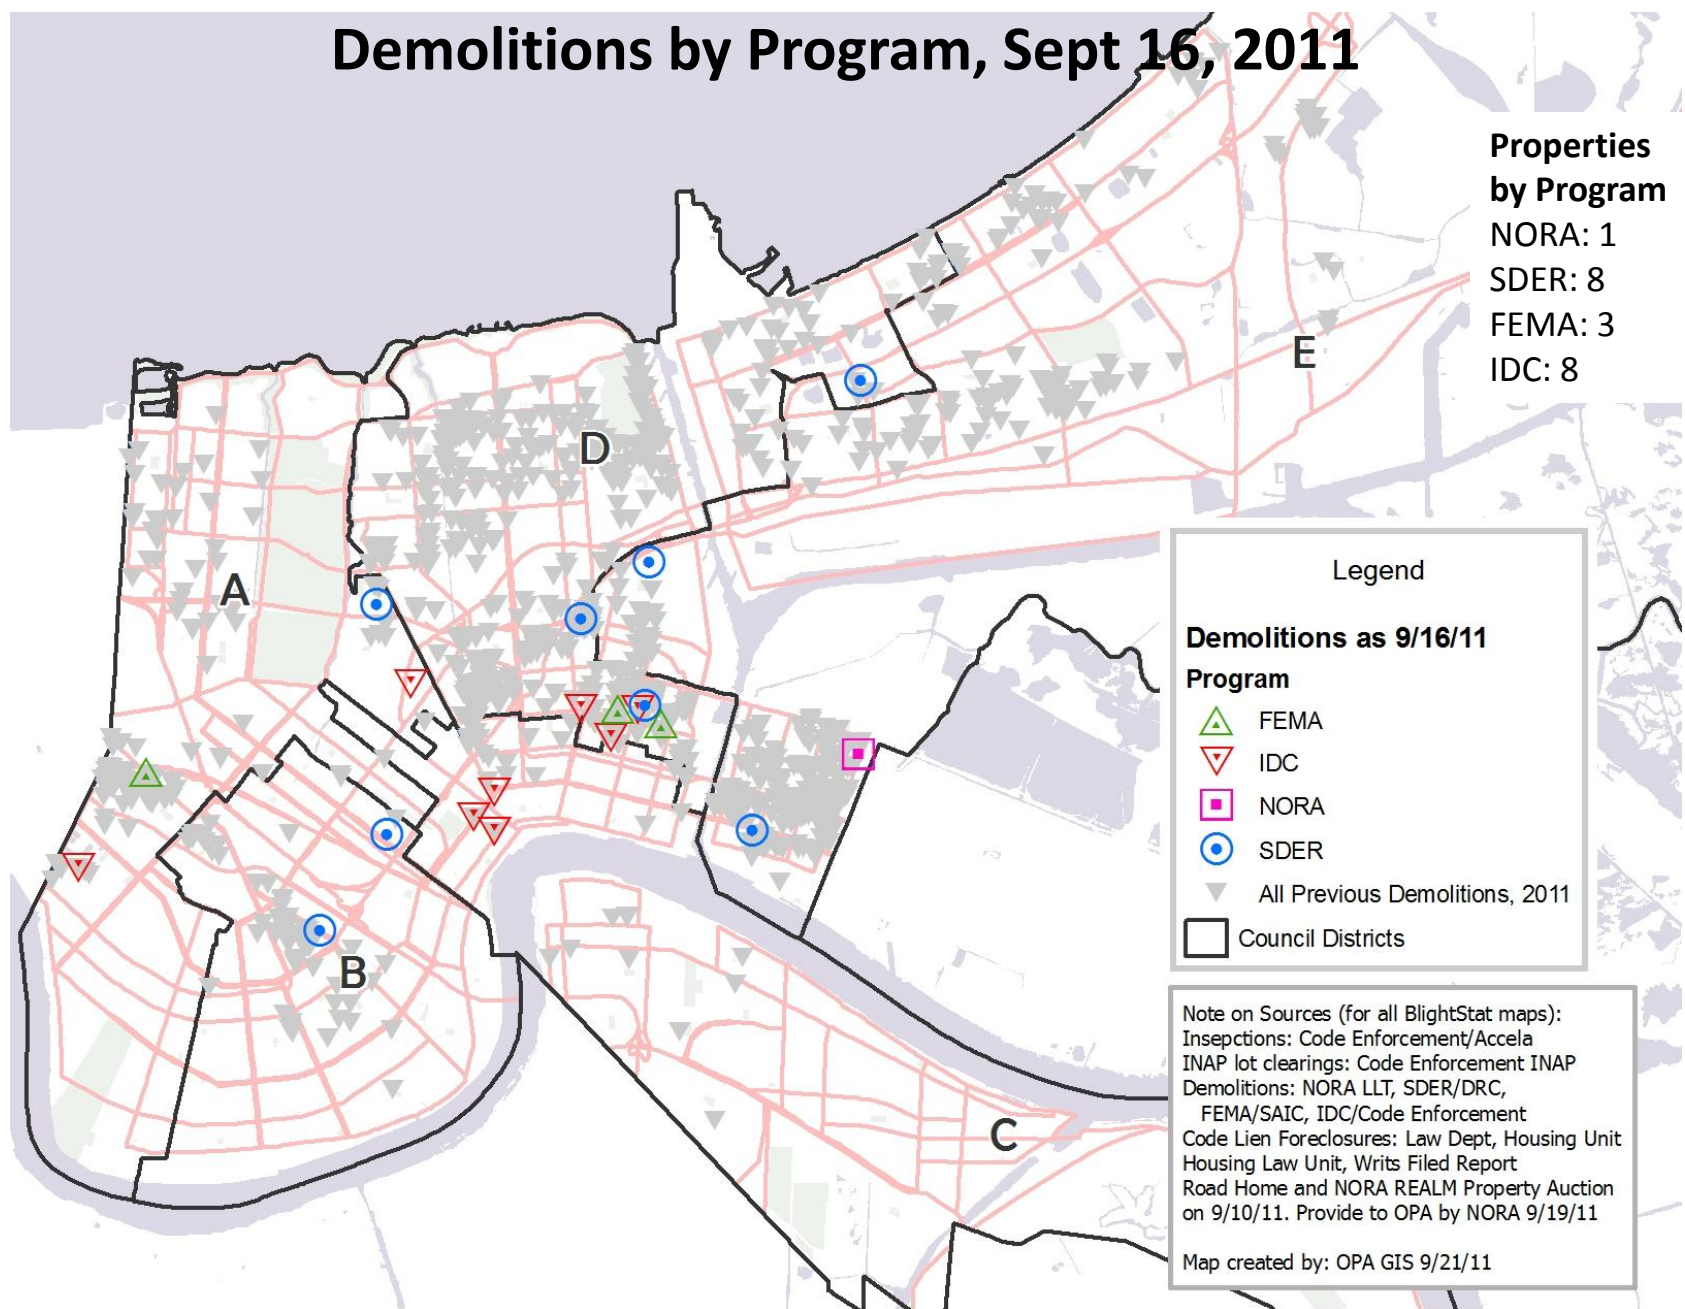 Demolitions by Program, Sept 16, 2011
Properties
by Program
NORA: 1
SDER: 8
FEMA: 3
IDC: 8
E
D
A
B
C
Legend
Demolitions as 9/16/11
Program
FEMA
IDC
NORA
SDER
All Previous Demolitions, 2011
Council Districts
Note on Sources (for all BlightStat maps):
Insepctions: Code Enforcement/Accela
INAP lot clearings: Code Enforcement INAP
Demolitions: NORA LLT, SDER/DRC,
FEMA/SAIC, IDC/Code Enforcement
Code Lien Foreclosures: Law Dept, Housing Unit
Housing Law Unit, Writs Filed Report
Road Home and NORA REALM Property Auction
on 9/10/11. Provide to OPA by NORA 9/19/11
Map created by: OPA GIS 9/21/11